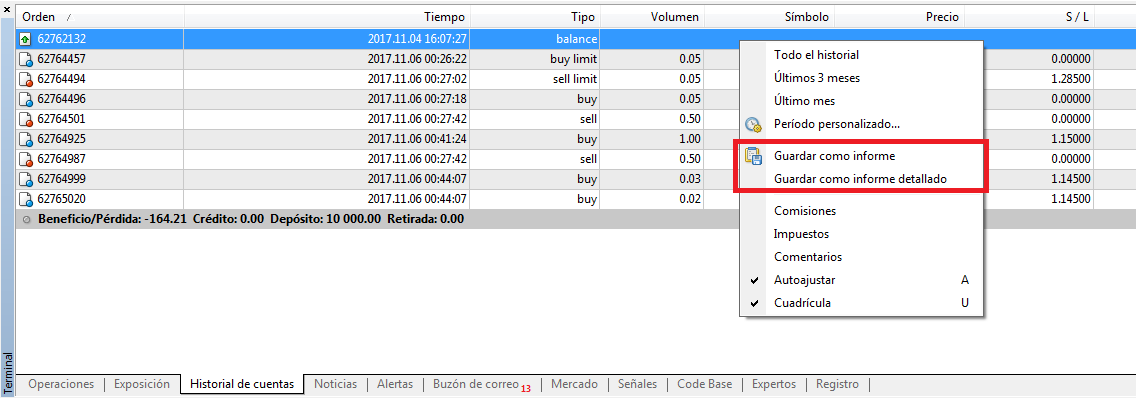 Orden / Tiempo Tipo Volumen Símbolo Precio S / L
62762132 2017.11.04 16:07:27 balance
62764457 2017.11.06 00:26:22 buy limit 0.05 0.00000
62764494 2017.11.06 00:27:02 sell limit 0.05 1.28500
62764496 2017.11.06 00:27:18 buy 0.05 0.00000
62764501 2017.11.06 00:27:42 sell 0.50 0.00000
62764925 2017.11.06 00:41:24 buy 1.00 1.15000
62764987 2017.11.06 00:27:42 sell 0.50 0.00000
62764999 2017.11.06 00:44:07 buy 0.03 1.14500
62765020 2017.11.06 00:44:07 buy 0.02 1.14500
Beneficio/Pérdida: -164.21 Crédito: 0.00 Depósito: 10 000.00 Retirada: 0.00
Todo el historial
Últimos 3 meses
Último mes
Período personalizado...
Guardar como informe
Guardar como informe detallado
Comisiones
Impuestos
Comentarios
Autoajustar A
Cuadrícula U
Terminal
Operaciones | Exposición | Historial de cuentas | Noticias | Alertas | Buzón de correo 13 | Mercado | Señales | Code Base | Expertos | Registro |